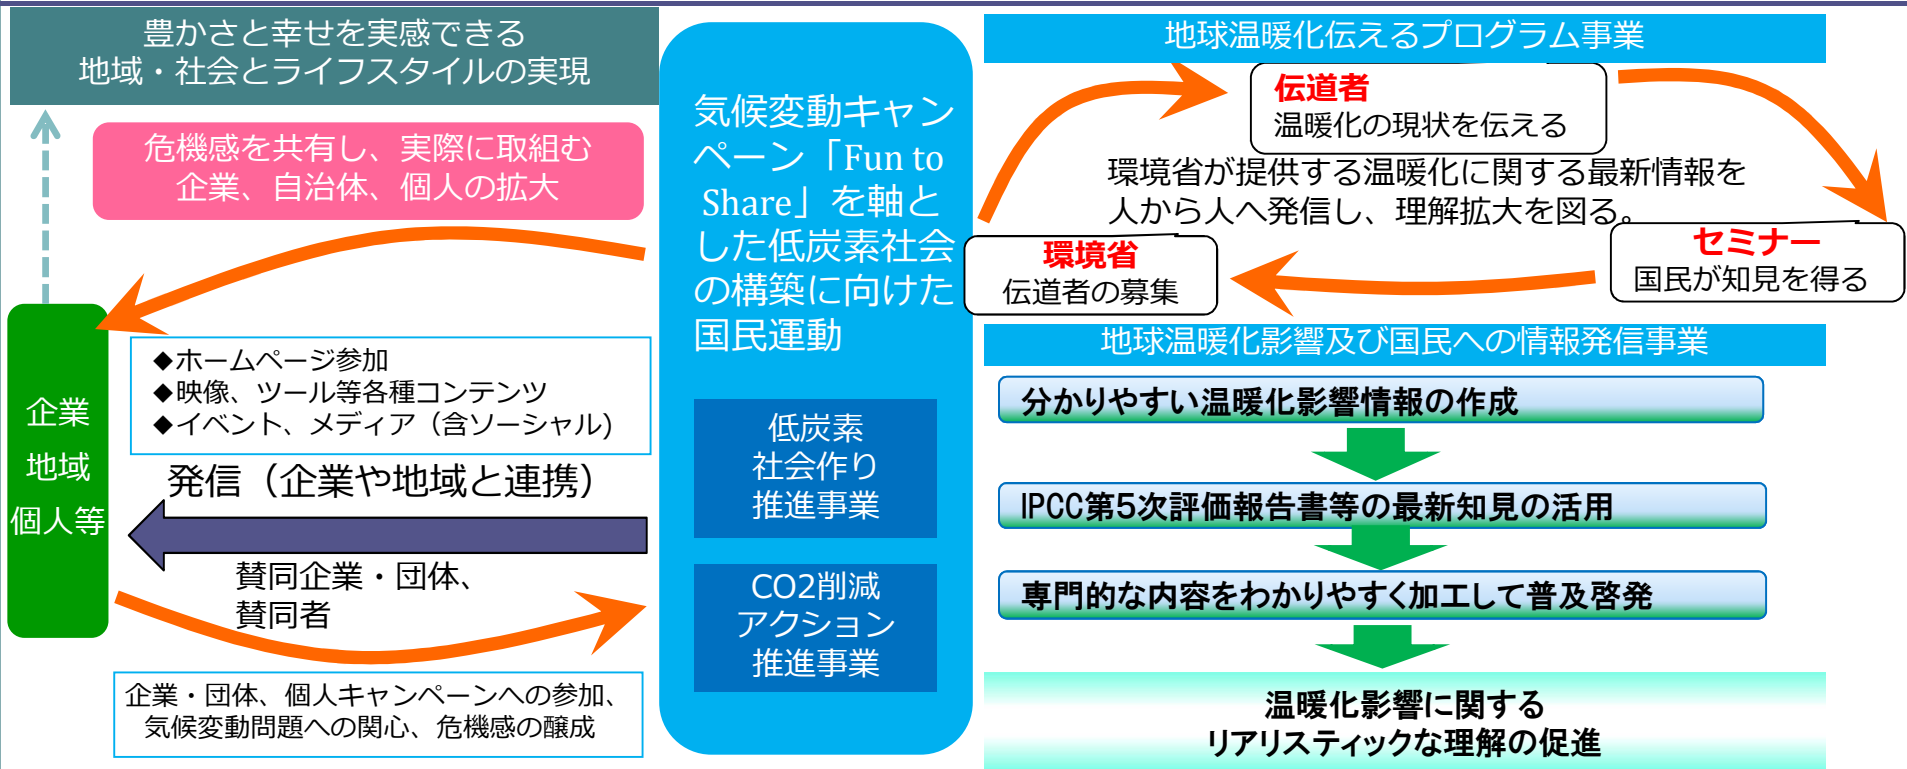 豊かさと幸せを実感できる
地域・社会とライフスタイルの実現
危機感を共有し、実際に取組む
企業、自治体、個人の拡大
企業
地域
個人等
◆ホームページ参加
◆映像、ツール等各種コンテンツ
◆イベント、メディア（含ソーシャル)
発信（企業や地域と連携）
賛同企業・団体、
賛同者
企業・団体、個人キャンペーンへの参加、
気候変動問題への関心、危機感の醸成
気候変動キャン
ペーン「Fun to
Share」を軸と
した低炭素社会
の構築に向けた
国民運動
低炭素
社会作り
推進事業
CO2削減
アクション
推進事業
地球温暖化伝えるプログラム事業
伝道者
温暖化の現状を伝える
環境省が提供する温暖化に関する最新情報を
人から人へ発信し、理解拡大を図る。
環境省
伝道者の募集
セミナー
国民が知見を得る
地球温暖化影響及び国民への情報発信事業
分かりやすい温暖化影響情報の作成
IPCC第5次評価報告書等の最新知見の活用
専門的な内容をわかりやすく加工して普及啓発
温暖化影響に関する
リアリスティックな理解の促進